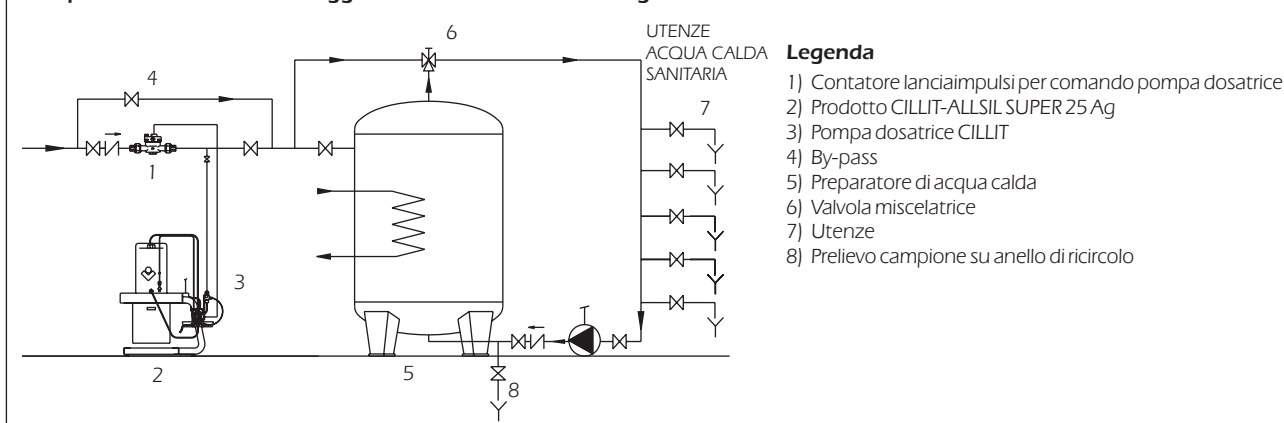 6
UTENZE
ACQUA CALDA
SANITARIA
4
7
1
3
2
5
8
Legenda
1) Contatore lanciaimpulsi per comando pompa dosatrice
2) Prodotto CILLIT-ALLSIL SUPER 25 Ag
3) Pompa dosatrice CILLIT
4) By-pass
5) Preparatore di acqua calda
6) Valvola miscelatrice
7) Utenze
8) Prelievo campione su anello di ricircolo